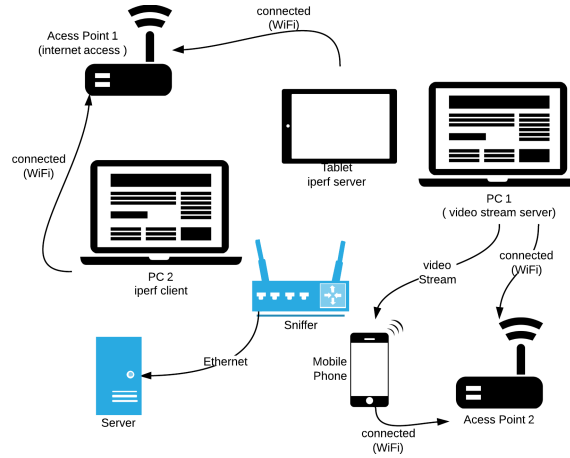 connected
(WiFi)
Acess Point 1
(internet access )
connected
(WiFi)
Tablet
iperf server
PC 1
( video stream server)
PC 2
iperf client
video
Stream
connected
(WiFi)
Sniffer
Ethernet
Mobile
Phone
Server
Acess Point 2
connected
(WiFi)